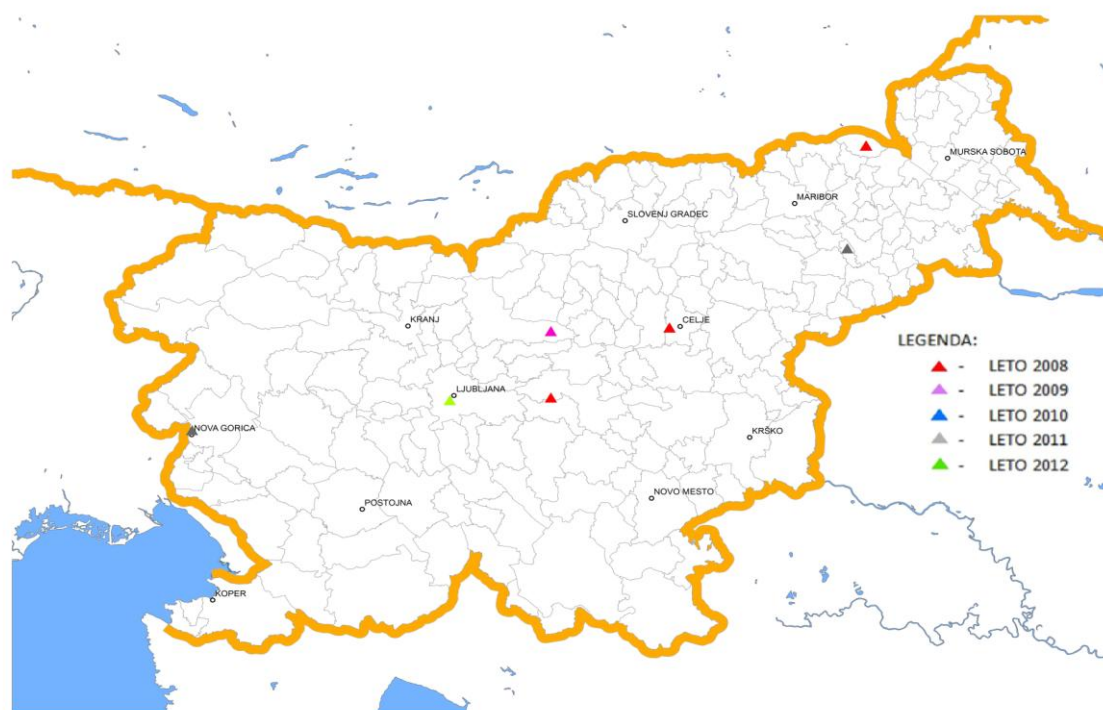 MURSKA SOBOTA
MARIBOR
SLOVENJ GRADEC
KRANJ
CELJE
LEGENDA:
- LETO 2008
- LETO 2009
- LETO 2010
- LETO 2011
- LETO 2012
LJUBLJANA
NOVA GORICA
KRŠKO
NOVO MESTO
POSTOJNA
KOPER